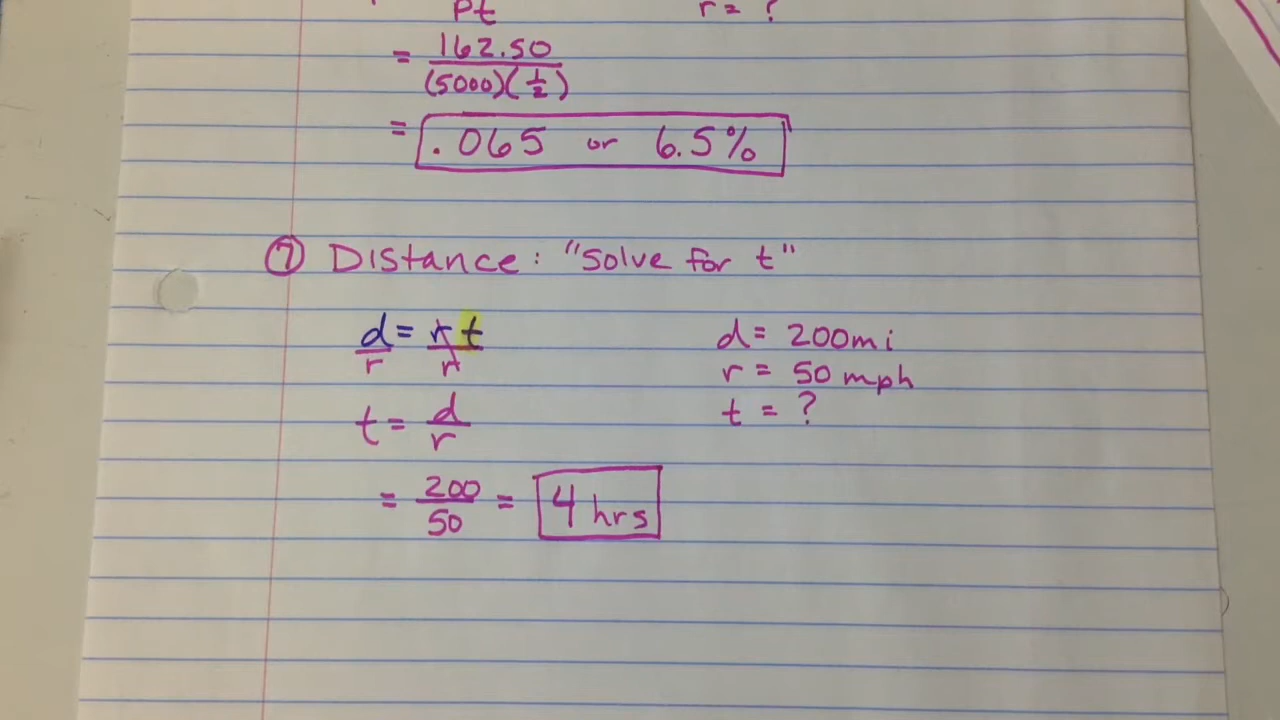 Pt r = ?
= 162.50
(5000)(1/2)
= .065 or 6.5%
⑦ Distance: "Solve for t"
d = r t d = 200mi
r r r = 50 mph
t = d/r t = ?
= 200/50 = 4 hrs